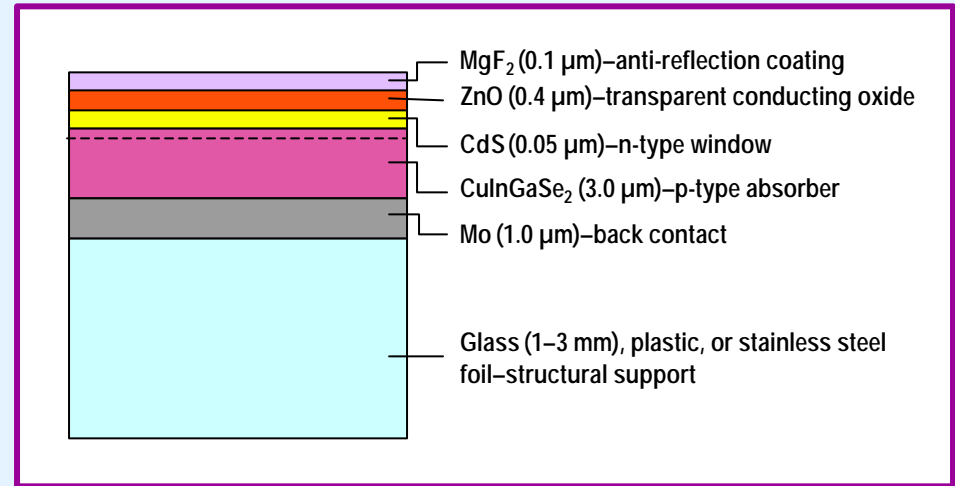 MgF₂ (0.1 µm)–anti-reflection coating
ZnO (0.4 µm)–transparent conducting oxide
CdS (0.05 µm)–n-type window
CuInGaSe₂ (3.0 µm)–p-type absorber
Mo (1.0 µm)–back contact
Glass (1–3 mm), plastic, or stainless steel
foil–structural support